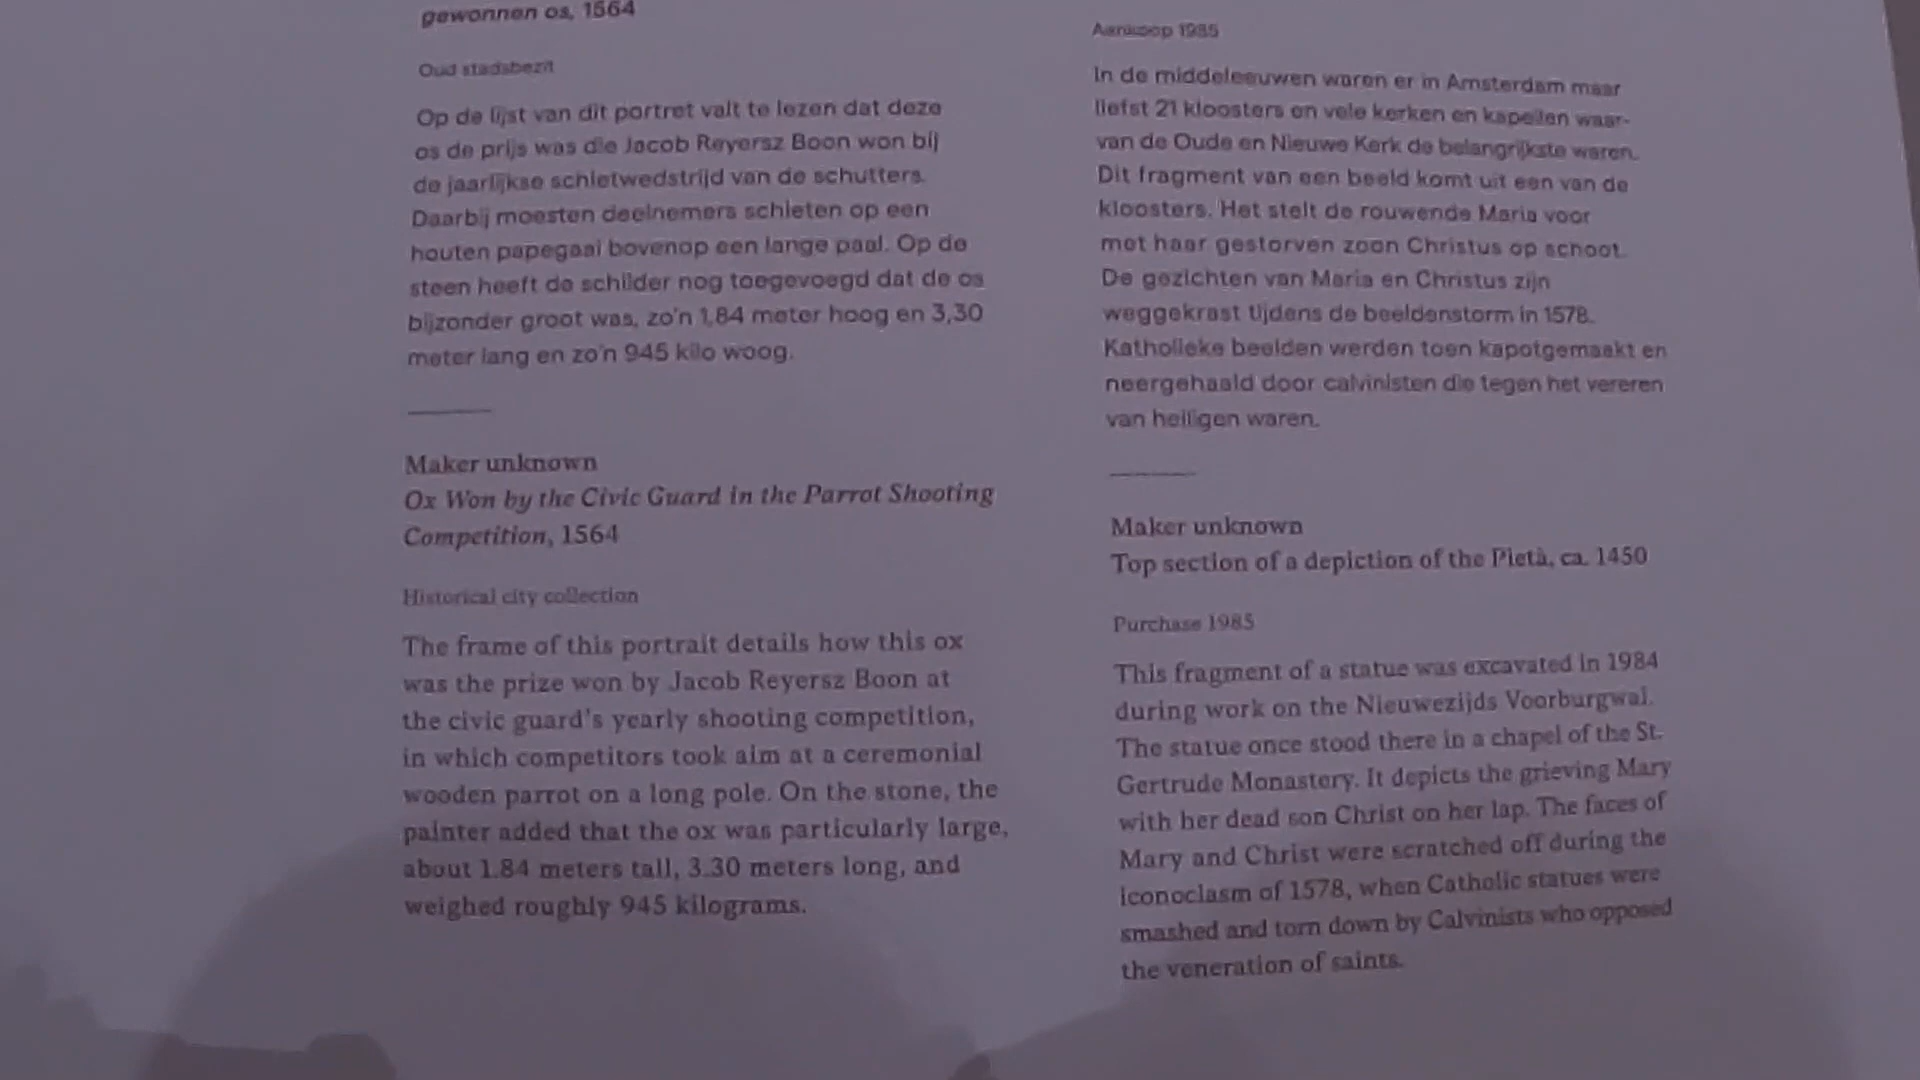 gewonnen os, 1564
Oud stadsbezit
Op de lijst van dit portret valt te lezen dat deze
os de prijs was die Jacob Reyersz Boon won bij
de jaarlijkse schietwedstrijd van de schutters.
Daarbij moesten deelnemers schieten op een
houten papegaai bovenop een lange paal. Op de
steen heeft de schilder nog toegevoegd dat de os
bijzonder groot was, zo'n 1,84 meter hoog en 3,30
meter lang en zo'n 945 kilo woog.
Maker unknown
Ox Won by the Civic Guard in the Parrot Shooting
Competition, 1564
Historical city collection
The frame of this portrait details how this ox
was the prize won by Jacob Reyersz Boon at
the civic guard's yearly shooting competition,
in which competitors took aim at a ceremonial
wooden parrot on a long pole. On the stone, the
painter added that the ox was particularly large,
about 1.84 meters tall, 3.30 meters long, and
weighed roughly 945 kilograms.
Aankoop 1985
In de middeleeuwen waren er in Amsterdam maar
liefst 21 kloosters en vele kerken en kapellen waar-
van de Oude en Nieuwe Kerk de belangrijkste waren.
Dit fragment van een beeld komt uit een van de
kloosters. Het stelt de rouwende Maria voor
met haar gestorven zoon Christus op schoot.
De gezichten van Maria en Christus zijn
weggekrast tijdens de beeldenstorm in 1578.
Katholieke beelden werden toen kapotgemaakt en
neergehaald door calvinisten die tegen het vereren
van heiligen waren.
Maker unknown
Top section of a depiction of the Pietà, ca. 1450
Purchase 1985
This fragment of a statue was excavated in 1984
during work on the Nieuwezijds Voorburgwal.
The statue once stood there in a chapel of the St.
Gertrude Monastery. It depicts the grieving Mary
with her dead son Christ on her lap. The faces of
Mary and Christ were scratched off during the
iconoclasm of 1578, when Catholic statues were
smashed and torn down by Calvinists who opposed
the veneration of saints.